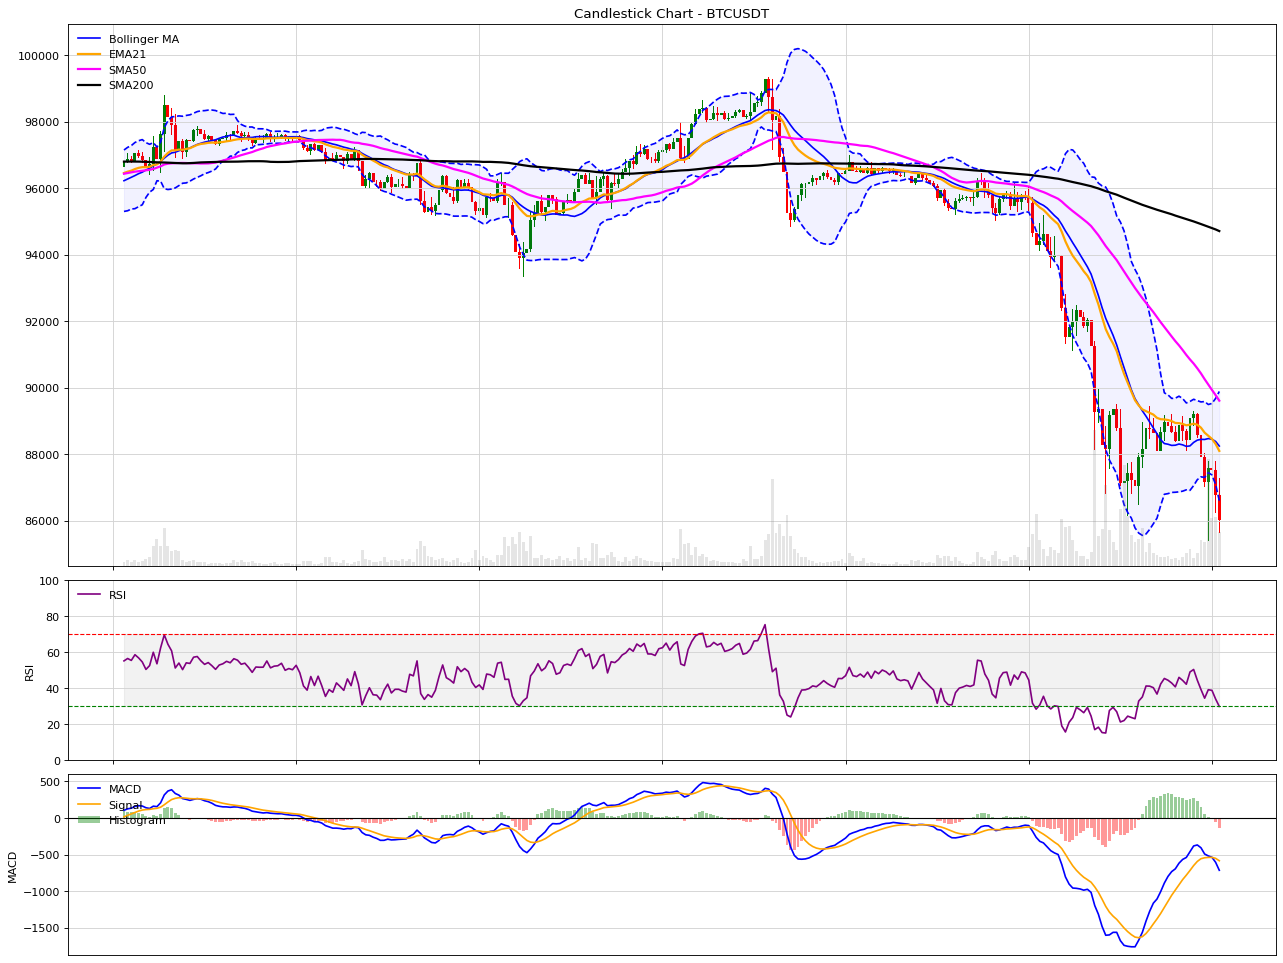 Candlestick Chart - BTCUSDT
Bollinger MA
EMA21
SMA50
SMA200
100000
98000
96000
94000
92000
90000
88000
86000
RSI
RSI
100
80
60
40
20
0
MACD
Signal
Histogram
MACD
500
0
−500
−1000
−1500